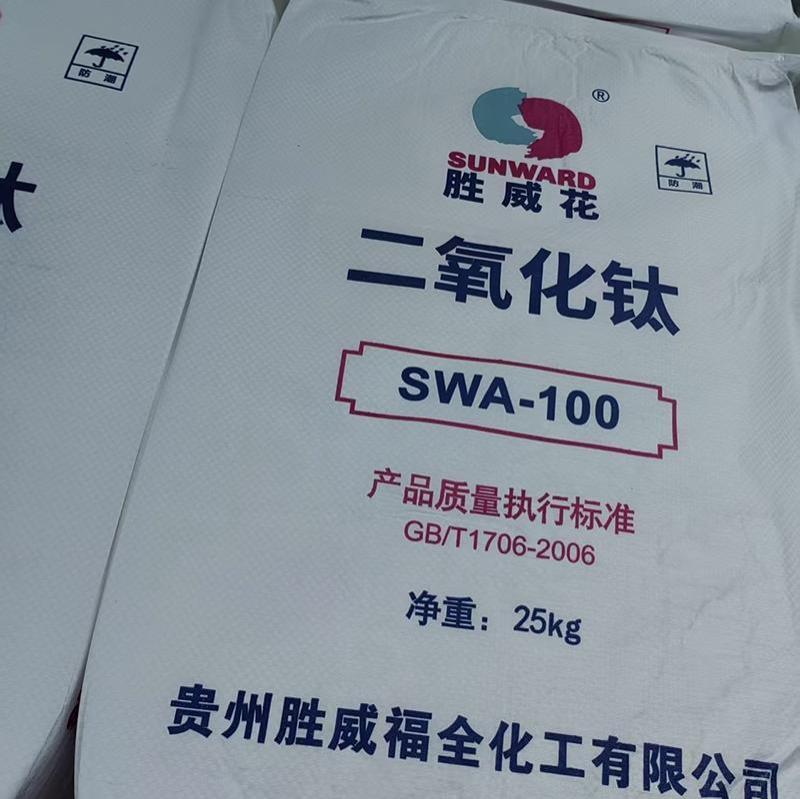 防潮
钛
®
SUNWARD
胜威花
防潮
二氧化钛
SWA-100
产品质量执行标准
GB/T1706-2006
净重：25kg
贵州胜威福全化工有限公司